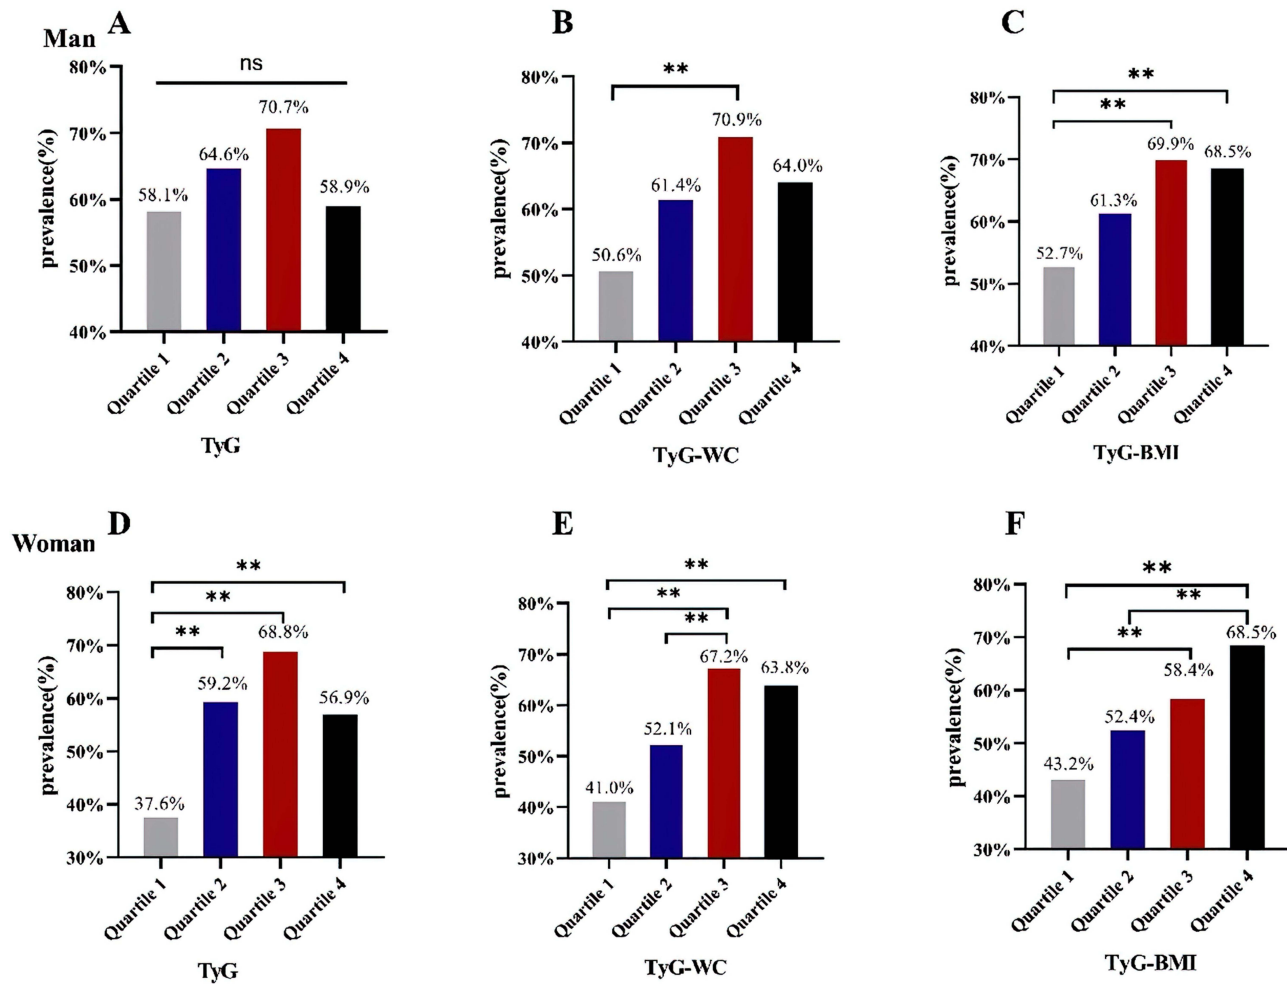 Man
A
ns
80%
70%
60%
50%
40%
prevalence(%)
58.1%
64.6%
70.7%
58.9%
Quartile 1
Quartile 2
Quartile 3
Quartile 4
TyG
B
**
80%
70%
60%
50%
40%
prevalence(%)
50.6%
61.4%
70.9%
64.0%
Quartile 1
Quartile 2
Quartile 3
Quartile 4
TyG-WC
C
**
**
80%
70%
60%
50%
40%
prevalence(%)
52.7%
61.3%
69.9%
68.5%
Quartile 1
Quartile 2
Quartile 3
Quartile 4
TyG-BMI
Woman
D
**
**
**
80%
70%
60%
50%
40%
30%
prevalence(%)
37.6%
59.2%
68.8%
56.9%
Quartile 1
Quartile 2
Quartile 3
Quartile 4
TyG
E
**
**
**
80%
70%
60%
50%
40%
30%
prevalence(%)
41.0%
52.1%
67.2%
63.8%
Quartile 1
Quartile 2
Quartile 3
Quartile 4
TyG-WC
F
**
**
**
80%
70%
60%
50%
40%
30%
prevalence(%)
43.2%
52.4%
58.4%
68.5%
Quartile 1
Quartile 2
Quartile 3
Quartile 4
TyG-BMI